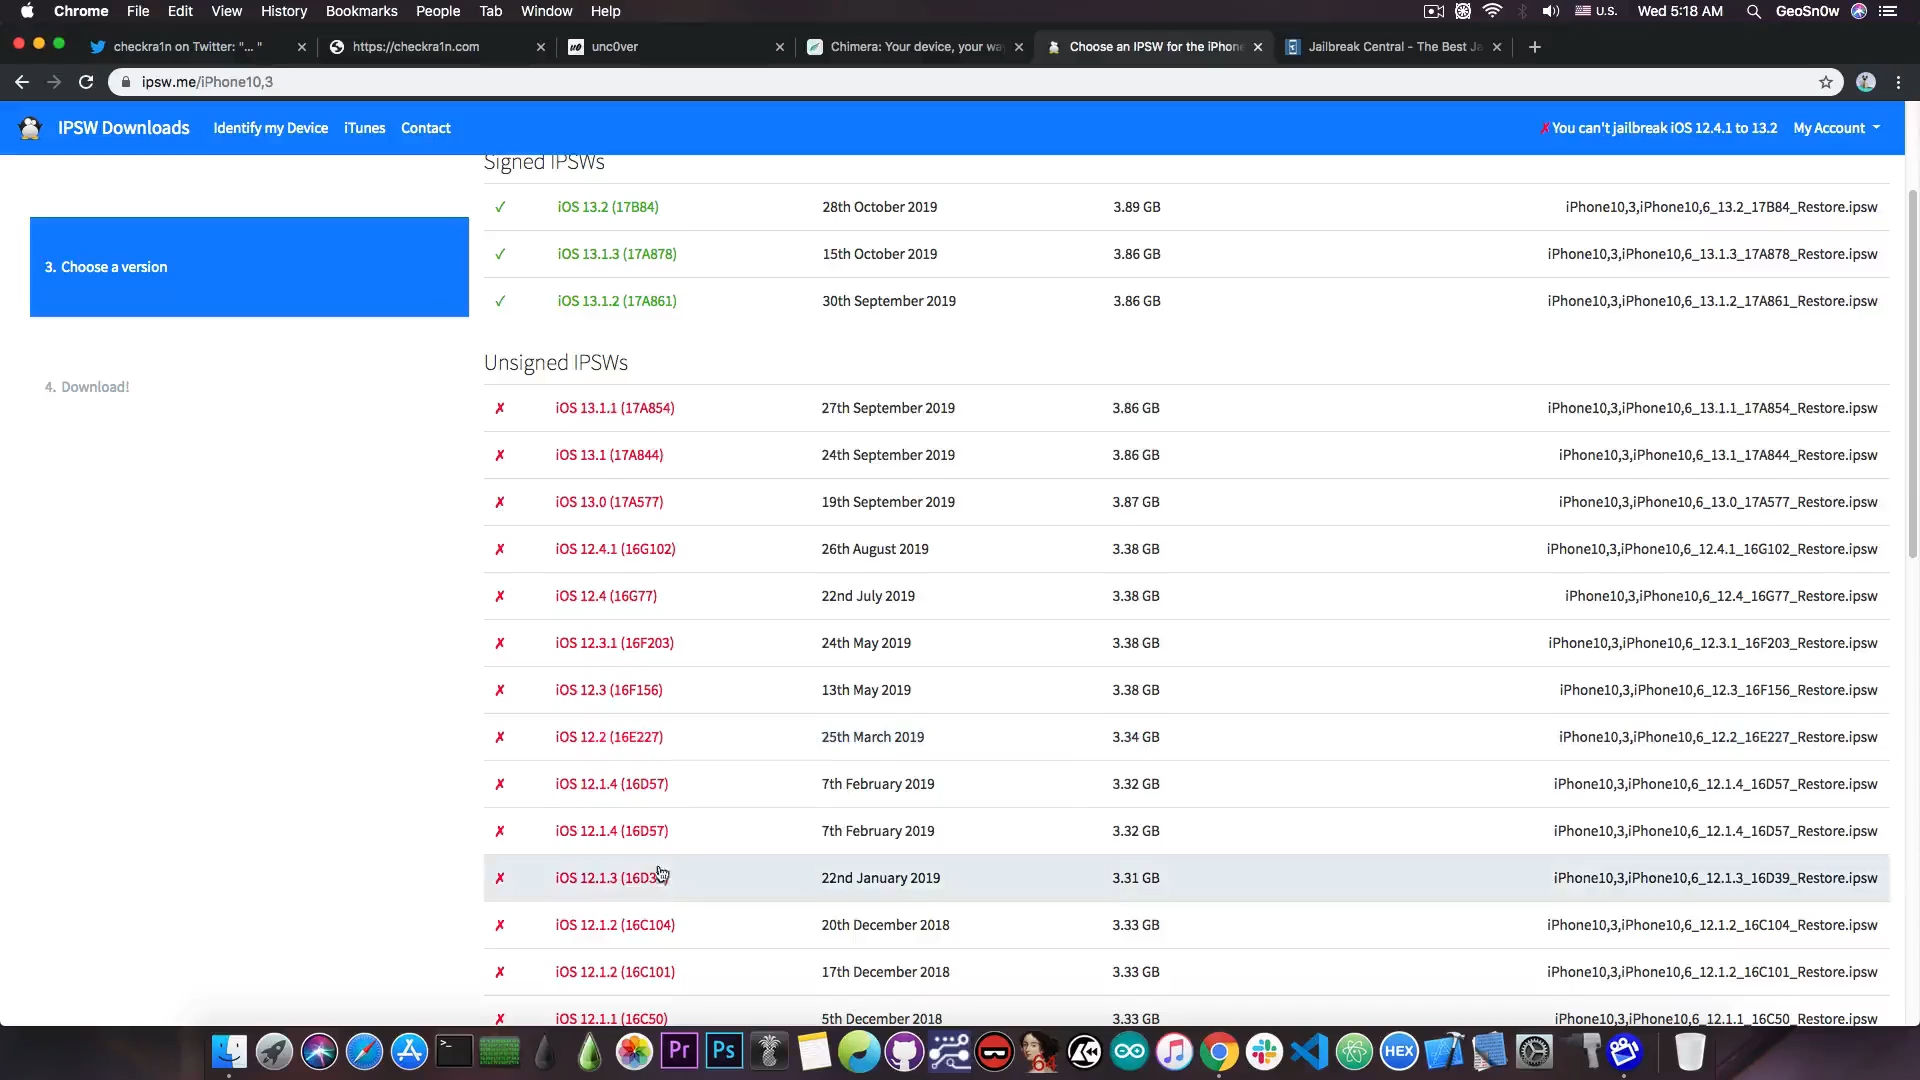 Chrome File Edit View History Bookmarks People Tab Window Help U.S. Wed 5:18 AM GeoSn0w
checkra1n on Twitter: "... " https://checkra1n.com unc0ver Chimera: Your device, your wa Choose an IPSW for the iPhone Jailbreak Central - The Best Ja
ipsw.me/iPhone10,3
IPSW Downloads Identify my Device iTunes Contact ✗You can't jailbreak iOS 12.4.1 to 13.2 My Account
Signed IPSWs
✓ iOS 13.2 (17B84) 28th October 2019 3.89 GB iPhone10,3,iPhone10,6_13.2_17B84_Restore.ipsw
✓ iOS 13.1.3 (17A878) 15th October 2019 3.86 GB iPhone10,3,iPhone10,6_13.1.3_17A878_Restore.ipsw
3. Choose a version
✓ iOS 13.1.2 (17A861) 30th September 2019 3.86 GB iPhone10,3,iPhone10,6_13.1.2_17A861_Restore.ipsw
Unsigned IPSWs
4. Download!
✗ iOS 13.1.1 (17A854) 27th September 2019 3.86 GB iPhone10,3,iPhone10,6_13.1.1_17A854_Restore.ipsw
✗ iOS 13.1 (17A844) 24th September 2019 3.86 GB iPhone10,3,iPhone10,6_13.1_17A844_Restore.ipsw
✗ iOS 13.0 (17A577) 19th September 2019 3.87 GB iPhone10,3,iPhone10,6_13.0_17A577_Restore.ipsw
✗ iOS 12.4.1 (16G102) 26th August 2019 3.38 GB iPhone10,3,iPhone10,6_12.4.1_16G102_Restore.ipsw
✗ iOS 12.4 (16G77) 22nd July 2019 3.38 GB iPhone10,3,iPhone10,6_12.4_16G77_Restore.ipsw
✗ iOS 12.3.1 (16F203) 24th May 2019 3.38 GB iPhone10,3,iPhone10,6_12.3.1_16F203_Restore.ipsw
✗ iOS 12.3 (16F156) 13th May 2019 3.38 GB iPhone10,3,iPhone10,6_12.3_16F156_Restore.ipsw
✗ iOS 12.2 (16E227) 25th March 2019 3.34 GB iPhone10,3,iPhone10,6_12.2_16E227_Restore.ipsw
✗ iOS 12.1.4 (16D57) 7th February 2019 3.32 GB iPhone10,3,iPhone10,6_12.1.4_16D57_Restore.ipsw
✗ iOS 12.1.4 (16D57) 7th February 2019 3.32 GB iPhone10,3,iPhone10,6_12.1.4_16D57_Restore.ipsw
✗ iOS 12.1.3 (16D3 22nd January 2019 3.31 GB iPhone10,3,iPhone10,6_12.1.3_16D39_Restore.ipsw
✗ iOS 12.1.2 (16C104) 20th December 2018 3.33 GB iPhone10,3,iPhone10,6_12.1.2_16C104_Restore.ipsw
✗ iOS 12.1.2 (16C101) 17th December 2018 3.33 GB iPhone10,3,iPhone10,6_12.1.2_16C101_Restore.ipsw
✗ iOS 12.1.1 (16C50) 5th December 2018 3.33 GB iPhone10,3,iPhone10,6_12.1.1_16C50_Restore.ipsw
Pr Ps 64 HEX